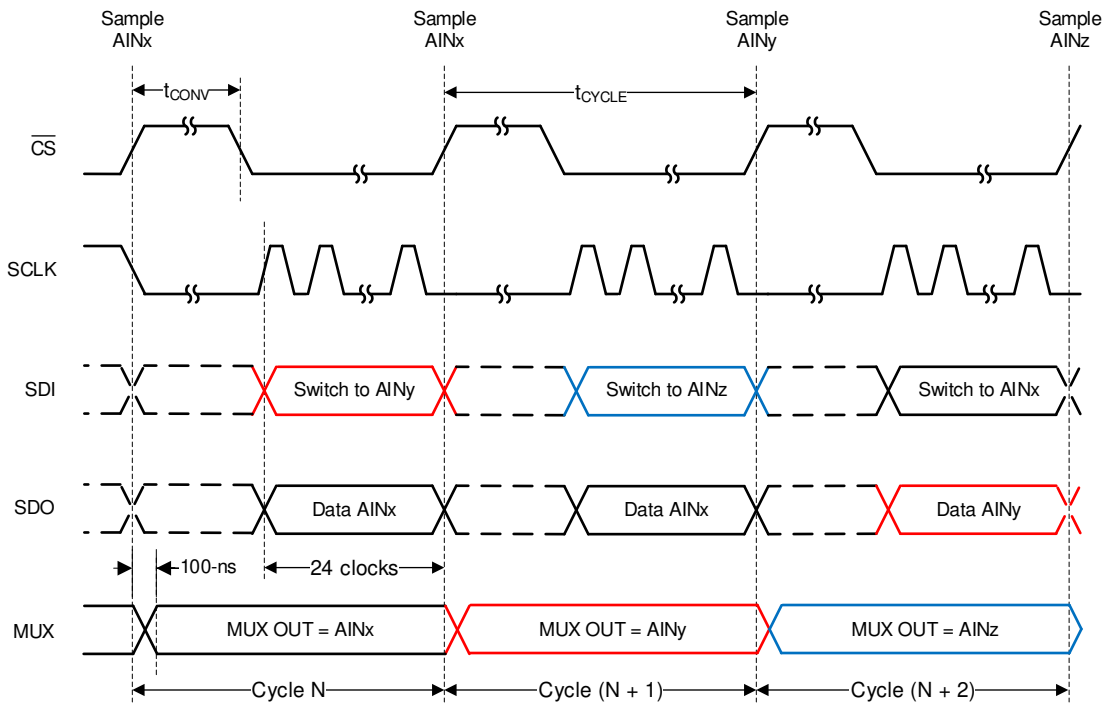 Sample Sample Sample Sample
AINx AINx AINy AINz
tCONV tCYCLE
CS
SCLK
SDI Switch to AINy Switch to AINz Switch to AINx
SDO Data AINx Data AINx Data AINy
100-ns 24 clocks
MUX MUX OUT = AINx MUX OUT = AINy MUX OUT = AINz
Cycle N Cycle (N + 1) Cycle (N + 2)